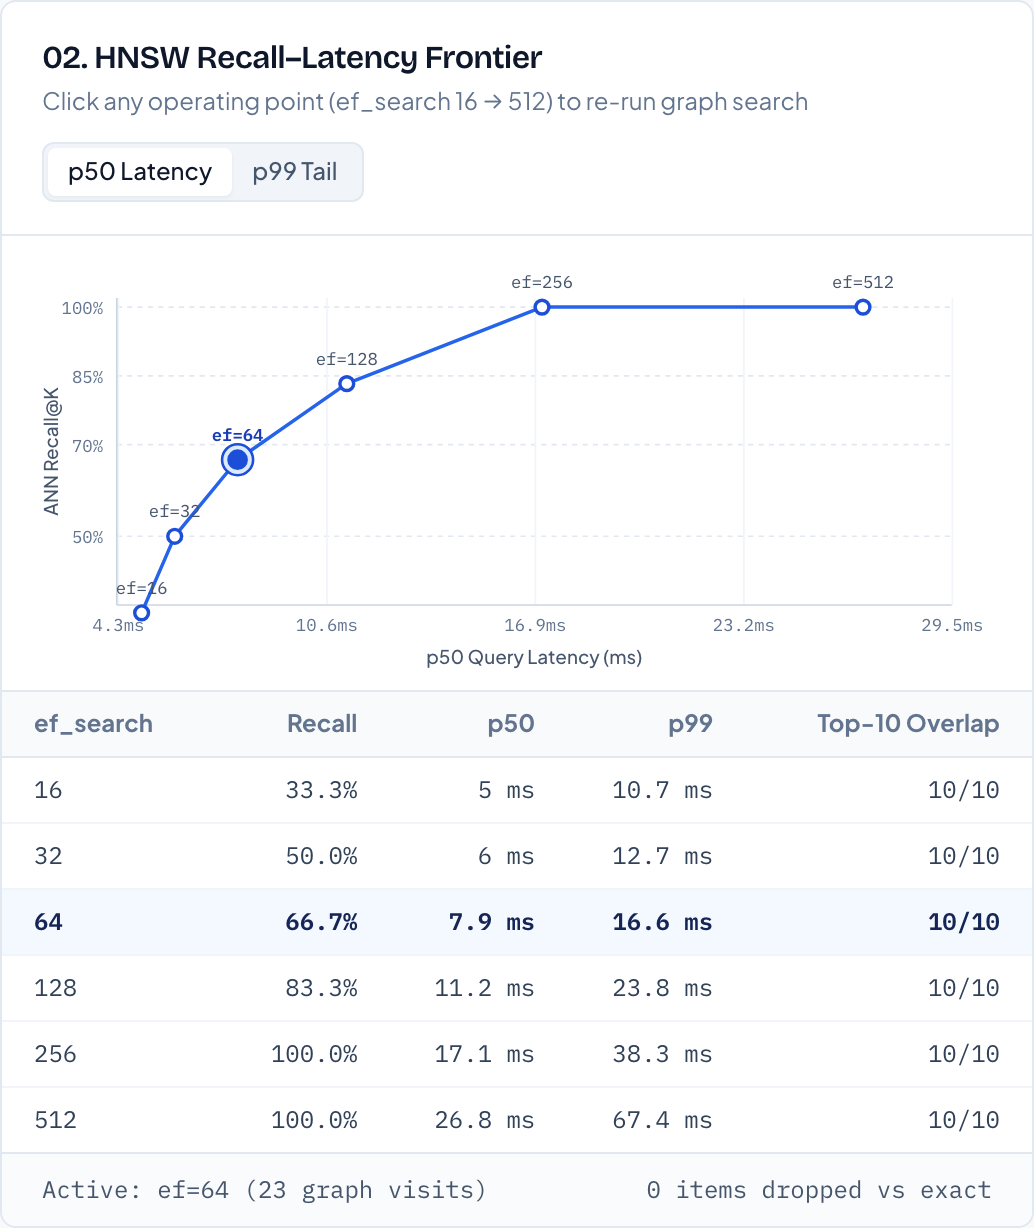 02. HNSW Recall–Latency Frontier
Click any operating point (ef_search 16 → 512) to re-run graph search
p50 Latency p99 Tail
ef=256 ef=512
100%
ef=128
85%
ef=64
70%
ef=32
50%
ef=16
ANN Recall@K
4.3ms 10.6ms 16.9ms 23.2ms 29.5ms
p50 Query Latency (ms)
ef_search Recall p50 p99 Top-10 Overlap
16 33.3% 5 ms 10.7 ms 10/10
32 50.0% 6 ms 12.7 ms 10/10
64 66.7% 7.9 ms 16.6 ms 10/10
128 83.3% 11.2 ms 23.8 ms 10/10
256 100.0% 17.1 ms 38.3 ms 10/10
512 100.0% 26.8 ms 67.4 ms 10/10
Active: ef=64 (23 graph visits) 0 items dropped vs exact